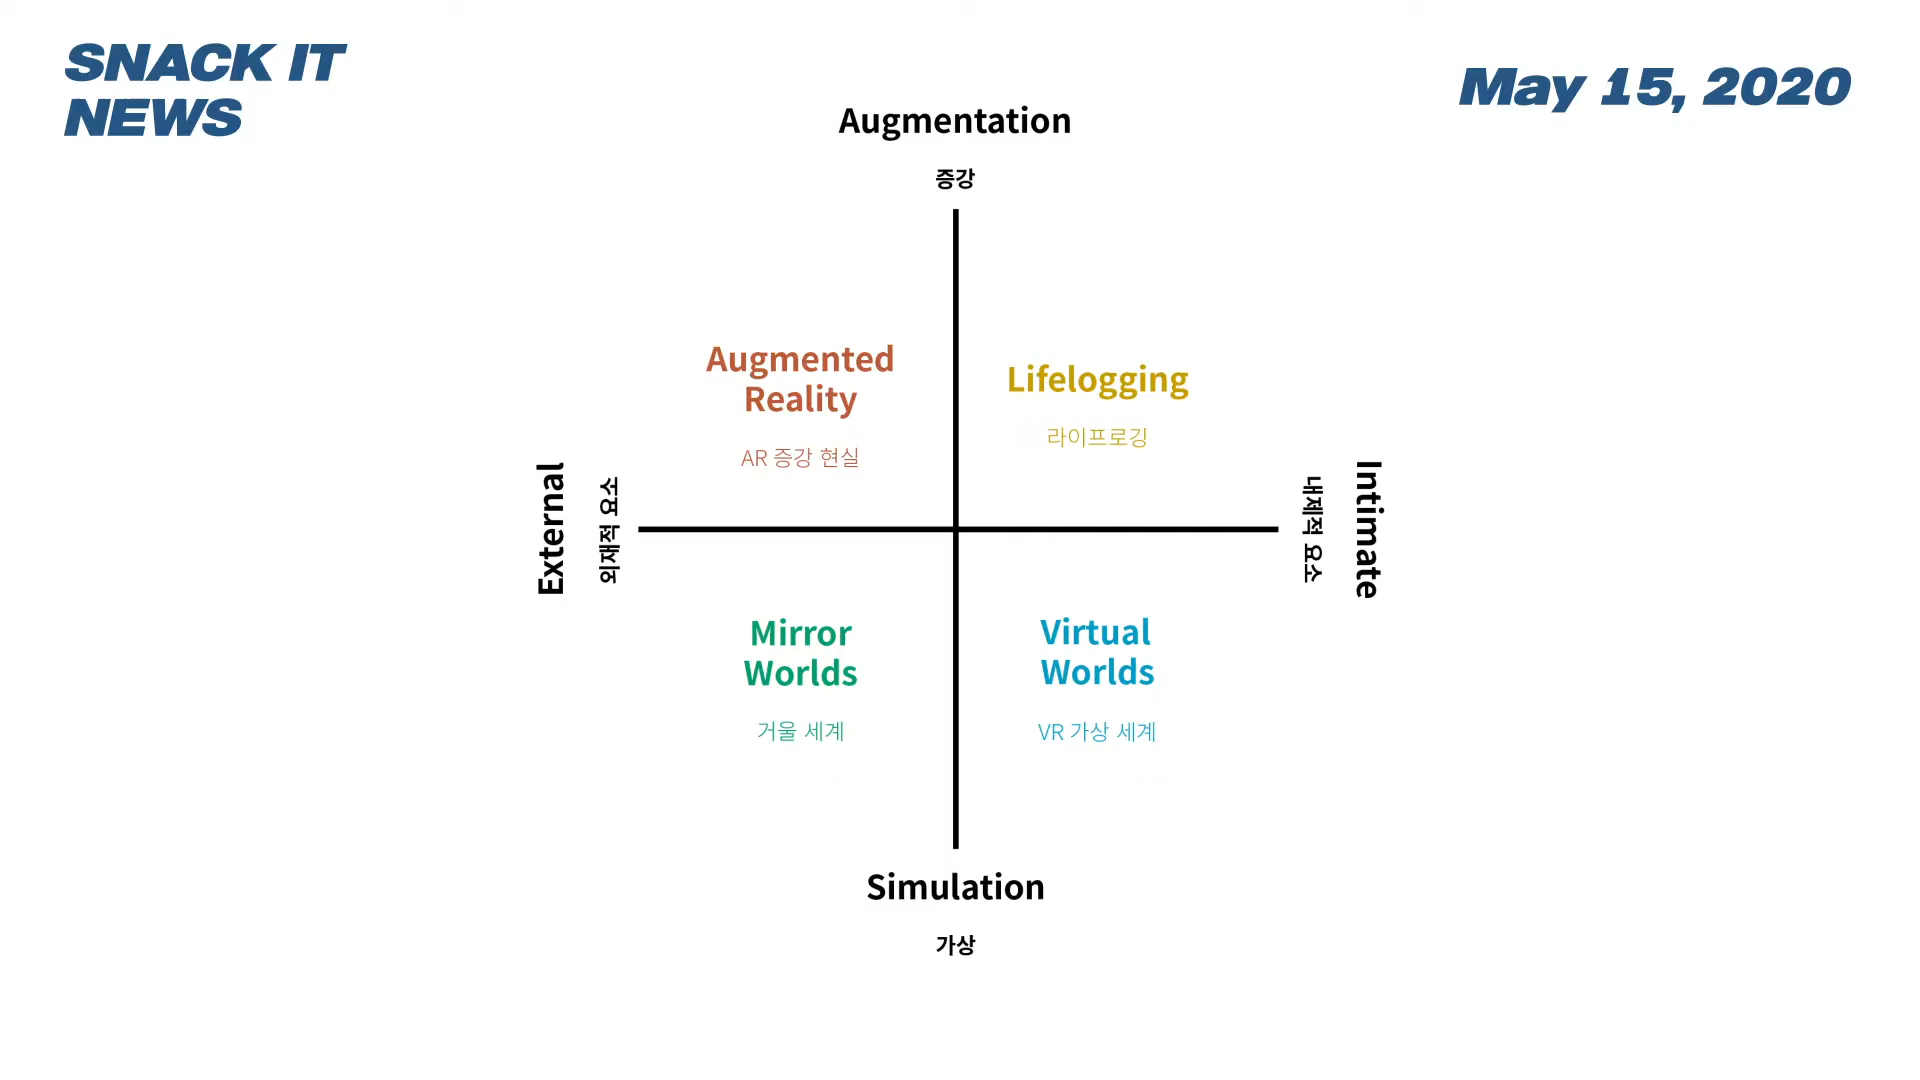 SNACK IT
NEWS
May 15, 2020
Augmentation
증강
Augmented
Reality
AR 증강 현실
Lifelogging
라이프로깅
External
외재적 요소
내제적 요소
Intimate
Mirror
Worlds
거울 세계
Virtual
Worlds
VR 가상 세계
Simulation
가상